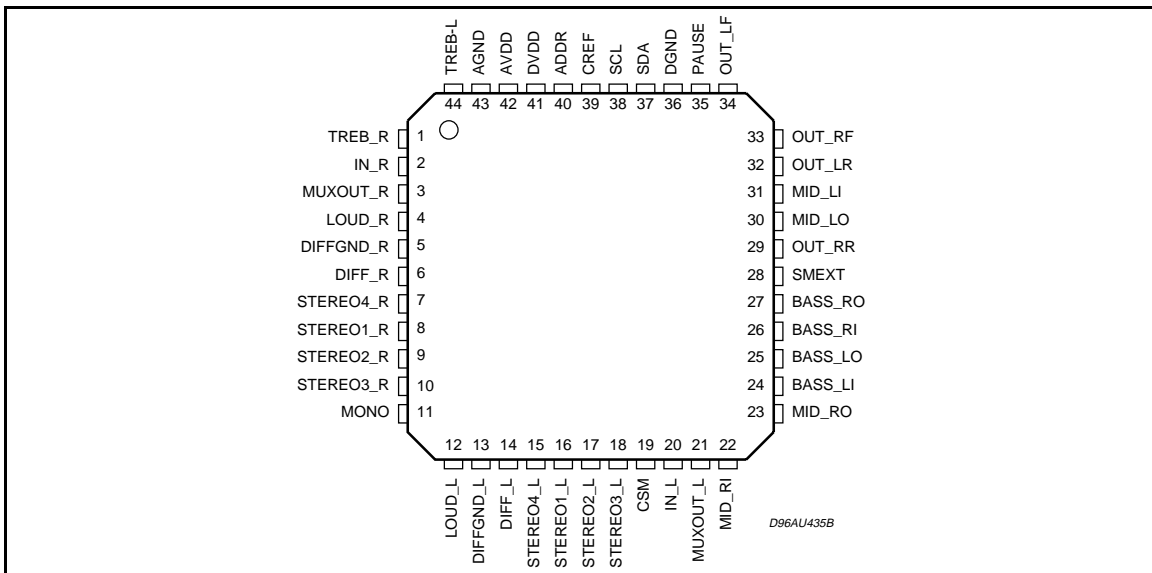 TREB-L
AGND
AVDD
DVDD
ADDR
CREF
SCL
SDA
DGND
PAUSE
OUT_LF
44 43 42 41 40 39 38 37 36 35 34
TREB_R 1 33 OUT_RF
IN_R 2 32 OUT_LR
MUXOUT_R 3 31 MID_LI
LOUD_R 4 30 MID_LO
DIFFGND_R 5 29 OUT_RR
DIFF_R 6 28 SMEXT
STEREO4_R 7 27 BASS_RO
STEREO1_R 8 26 BASS_RI
STEREO2_R 9 25 BASS_LO
STEREO3_R 10 24 BASS_LI
MONO 11 23 MID_RO
12 13 14 15 16 17 18 19 20 21 22
LOUD_L
DIFFGND_L
DIFF_L
STEREO4_L
STEREO1_L
STEREO2_L
STEREO3_L
CSM
IN_L
MUXOUT_L
MID_RI
D96AU435B